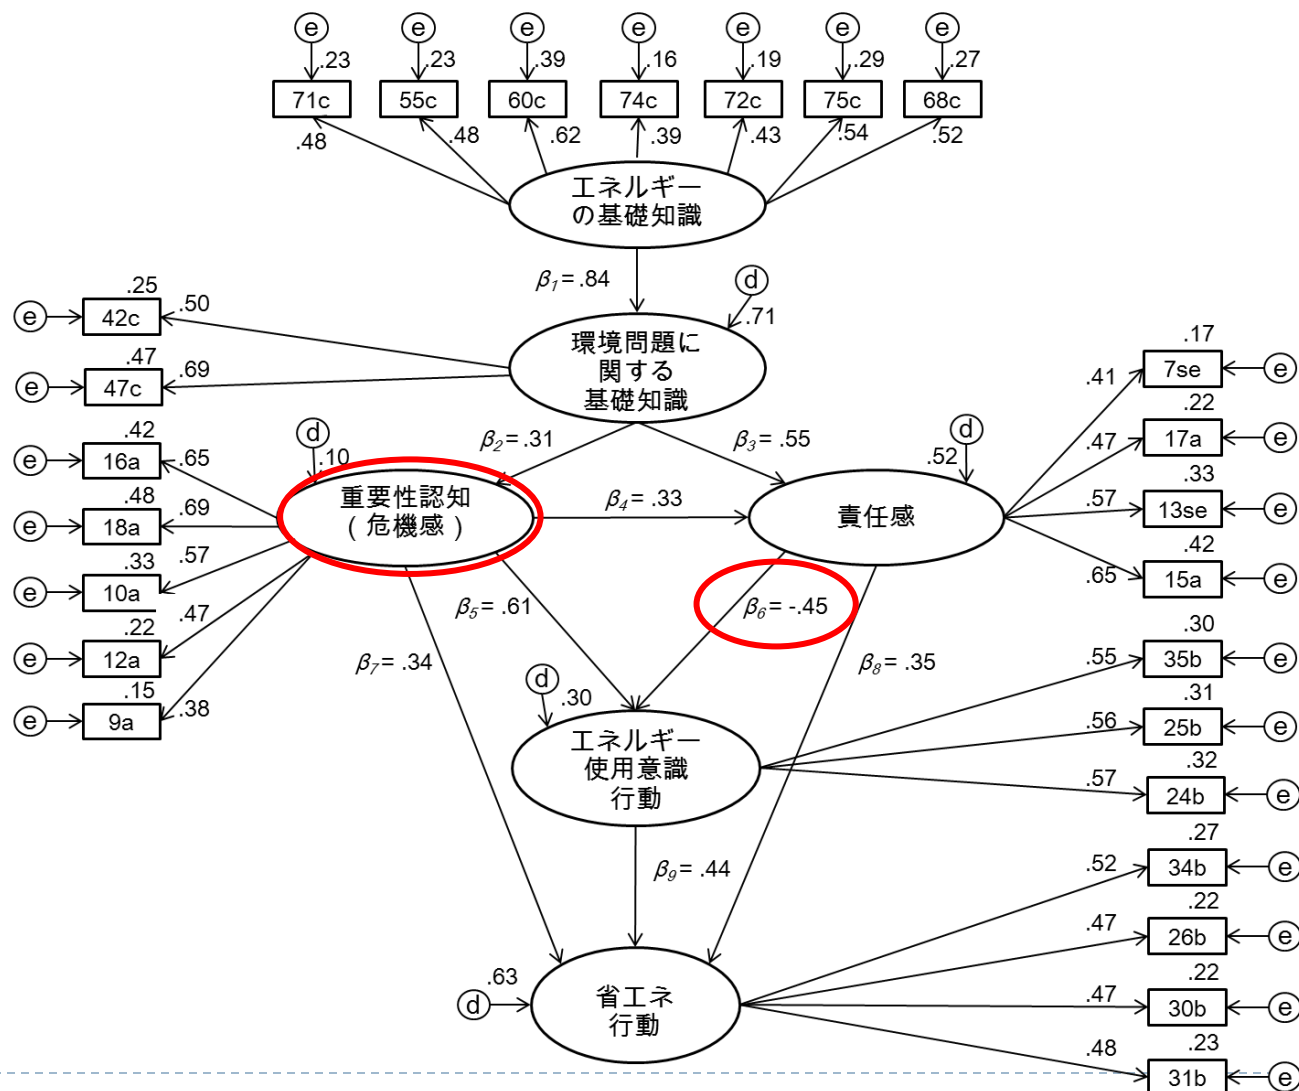 e e e e e e e
.23 .23 .39 .16 .19 .29 .27
71c 55c 60c 74c 72c 75c 68c
.48 .48 .62 .39 .43 .54 .52
エネルギー
の基礎知識
β1= .84
d
.71
環境問題に
関する
基礎知識
.25
e 42c .50
.47
e 47c .69
.42
e 16a .65
.48
e 18a .69
.33
e 10a .57
.22
e 12a .47
.15
e 9a .38
d
.10
重要性認知
(危機感)
β2= .31
β3= .55
β4= .33
d
.52
責任感
.17
.41 7se e
.22
.47 17a e
.33
.57 13se e
.42
.65 15a e
β5= .61
β6= -.45
β7= .34
β8= .35
d
.30
エネルギー
使用意識
行動
.30
.55 35b e
.31
.56 25b e
.32
.57 24b e
β9= .44
.63
d
省エネ
行動
.27
.52 34b e
.22
.47 26b e
.22
.47 30b e
.23
.48 31b e